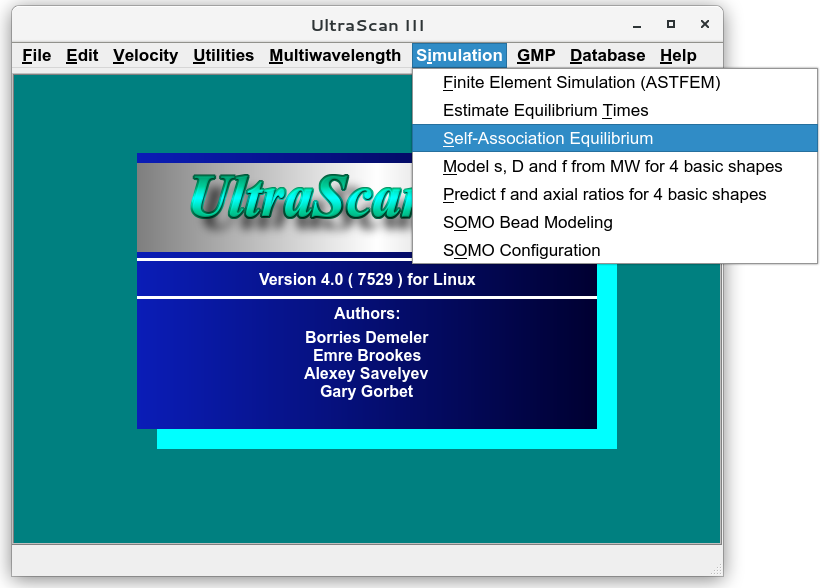 UltraScan III
File Edit Velocity Utilities Multiwavelength Simulation GMP Database Help
Finite Element Simulation (ASTFEM)
Estimate Equilibrium Times
Self-Association Equilibrium
Model s, D and f from MW for 4 basic shapes
Predict f and axial ratios for 4 basic shapes
SOMO Bead Modeling
SOMO Configuration
UltraScan
Version 4.0 ( 7529 ) for Linux
Authors:
Borries Demeler
Emre Brookes
Alexey Savelyev
Gary Gorbet